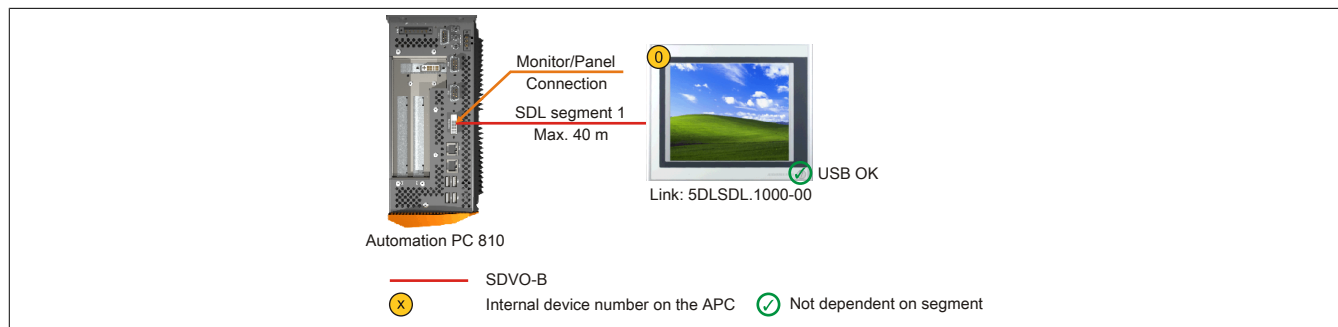 Monitor/Panel
Connection
SDL segment 1
Max. 40 m
0
USB OK
Link: 5DLSDL.1000-00
Automation PC 810
SDVO-B
x Internal device number on the APC
Not dependent on segment